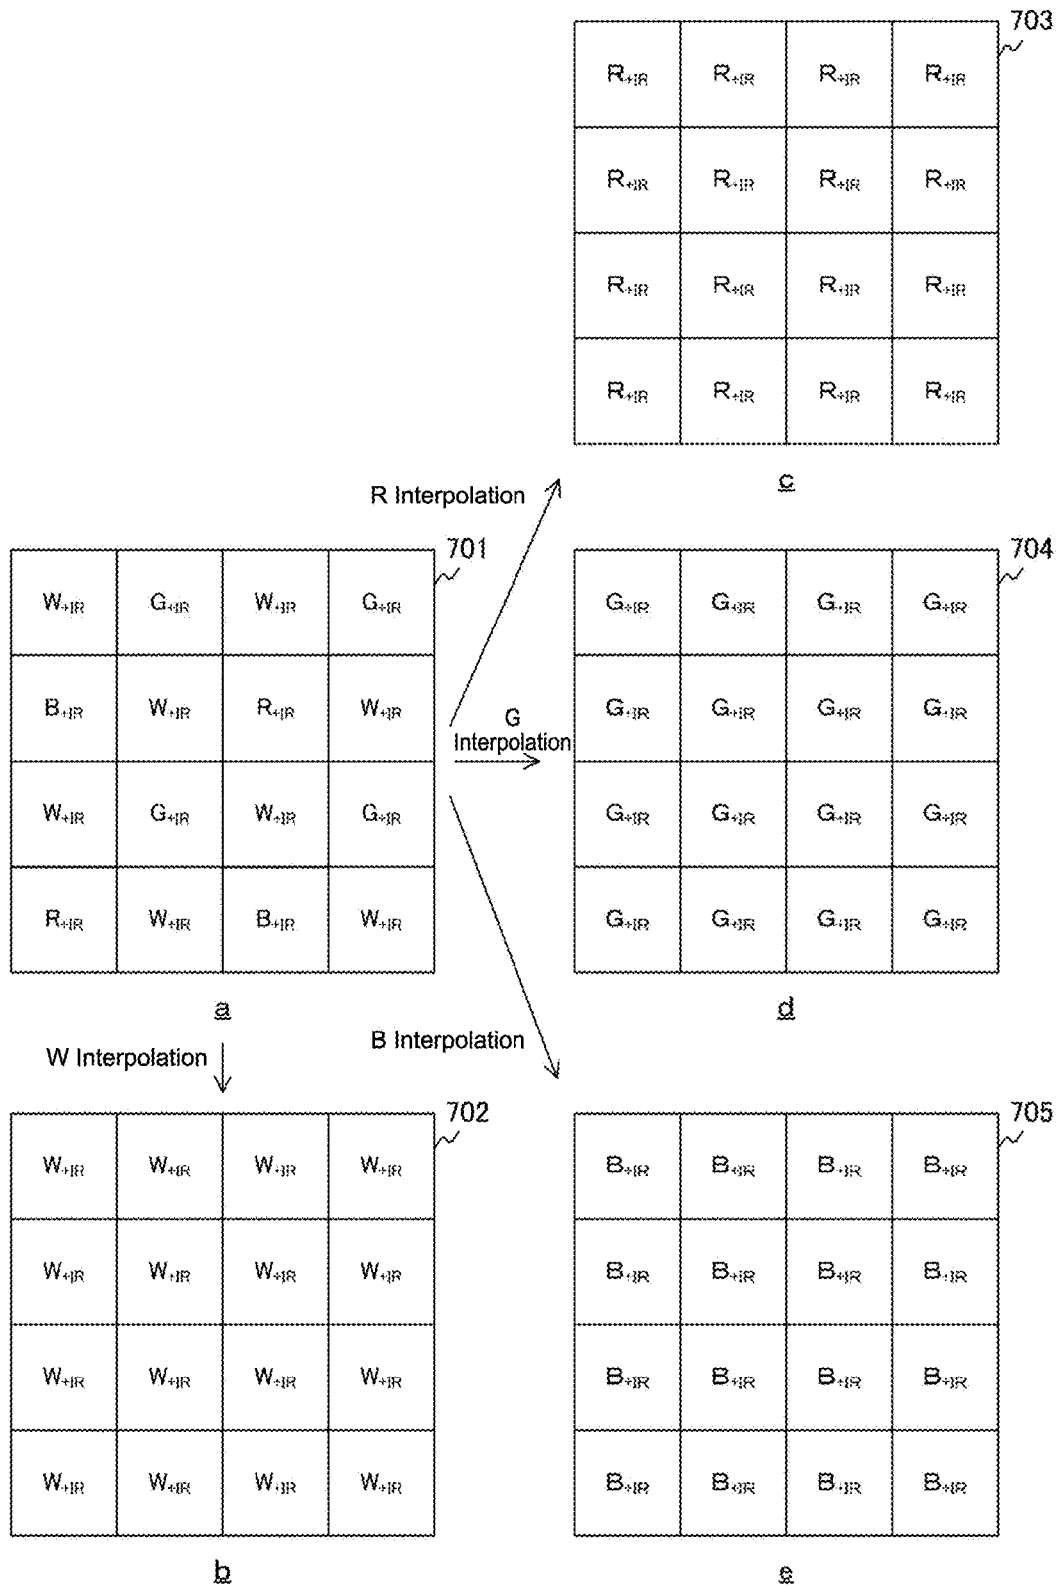 703
R+IR R+IR R+IR R+IR
R+IR R+IR R+IR R+IR
R+IR R+IR R+IR R+IR
R+IR R+IR R+IR R+IR
c
R Interpolation
701
W+IR G+IR W+IR G+IR
B+IR W+IR R+IR W+IR
W+IR G+IR W+IR G+IR
R+IR W+IR B+IR W+IR
a
G
Interpolation
704
G+IR G+IR G+IR G+IR
G+IR G+IR G+IR G+IR
G+IR G+IR G+IR G+IR
G+IR G+IR G+IR G+IR
d
W Interpolation
B Interpolation
702
W+IR W+IR W+IR W+IR
W+IR W+IR W+IR W+IR
W+IR W+IR W+IR W+IR
W+IR W+IR W+IR W+IR
b
705
B+IR B+IR B+IR B+IR
B+IR B+IR B+IR B+IR
B+IR B+IR B+IR B+IR
B+IR B+IR B+IR B+IR
e